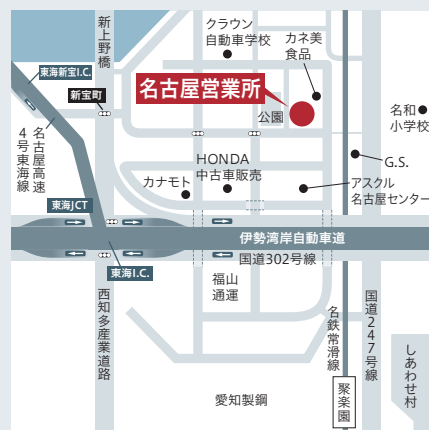 新上野橋
クラウン
自動車学校
カネ美
食品
東海新宝I.C.
新宝町
名古屋営業所
公園
名和
小学校
名古屋高速
4号東海線
HONDA
中古車販売
カナモト
G.S.
アスクル
名古屋センター
東海JCT
伊勢湾岸自動車道
国道302号線
東海I.C.
福山
通運
西知多産業道路
名鉄常滑線
国道247号線
しあわせ村
聚楽園
愛知製鋼